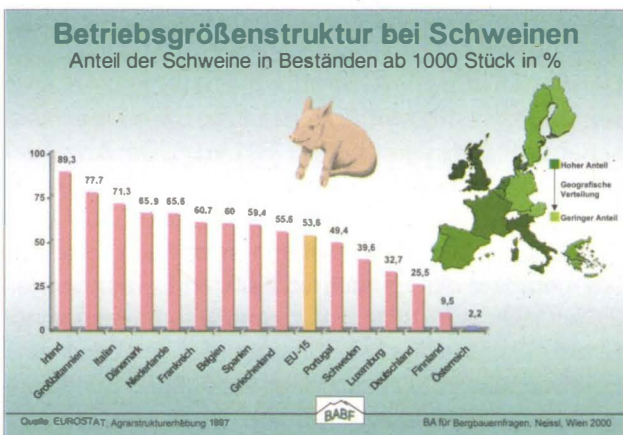 Betriebsgrößenstruktur bei Schweinen
Anteil der Schweine in Beständen ab 1000 Stück in %
100
75
50
25
0
89,3
77.7
71.3
65.9
65.6
60.7
60
59,4
55,6
53,6
49,4
39,6
32,7
25,5
9,5
2,2
Irland
Großbritannien
Italien
Dänemark
Niederlande
Frankreich
Belgien
Spanien
Griechenland
EU-15
Portugal
Schweden
Luxemburg
Deutschland
Finnland
Österreich
Hoher Anteil
Geografische
Verteilung
Geringer Anteil
Quelle: EUROSTAT, Agrarstrukturerhebung 1997
BABF
BA für Bergbauernfragen, Neissl, Wien 2000